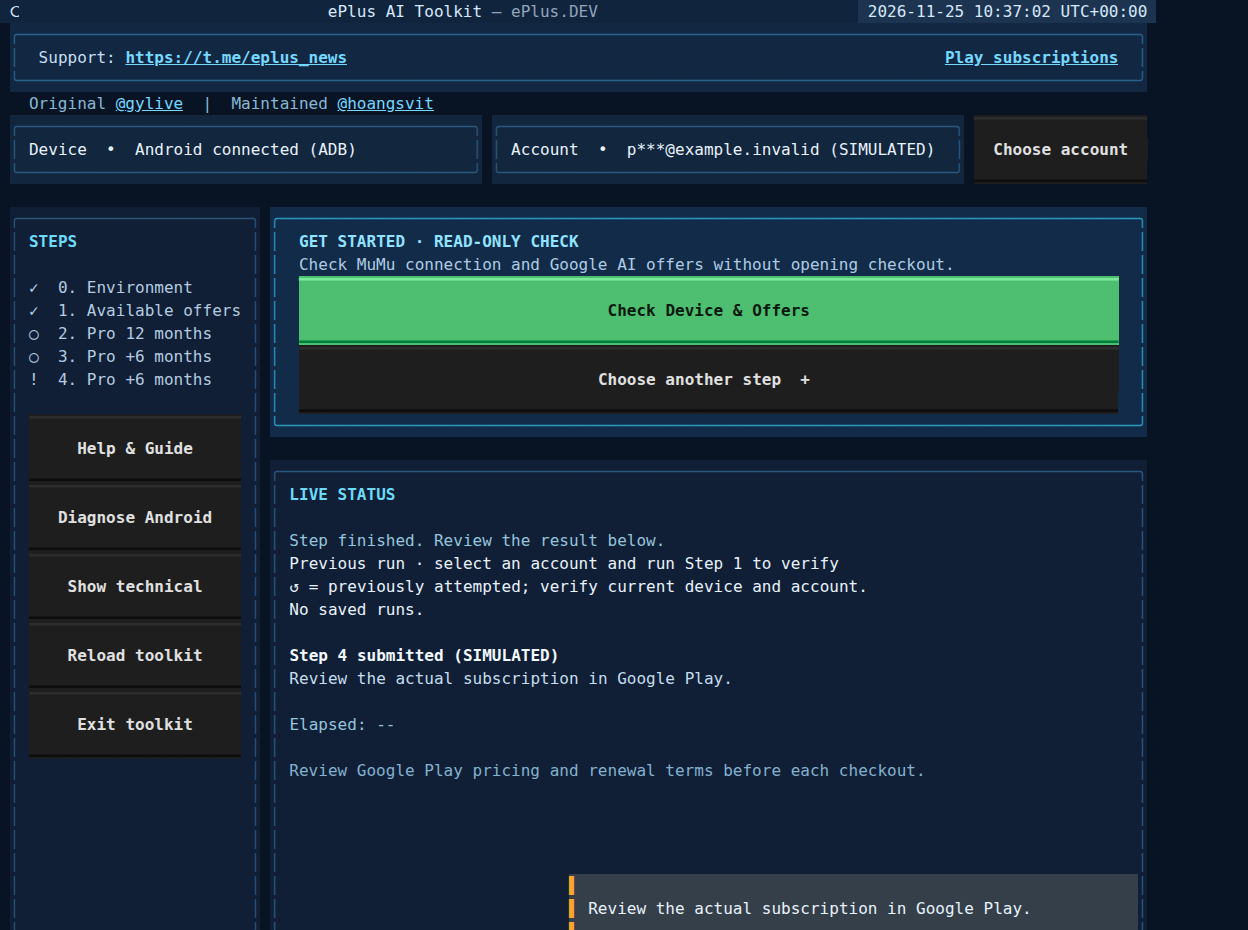 ePlus AI Toolkit — ePlus.DEV 2026-11-25 10:37:02 UTC+00:00
Support: https://t.me/eplus_news Play subscriptions
Original @gylive | Maintained @hoangsvit
Device • Android connected (ADB) Account • p***@example.invalid (SIMULATED) Choose account
STEPS
✓ 0. Environment
✓ 1. Available offers
○ 2. Pro 12 months
○ 3. Pro +6 months
! 4. Pro +6 months
Help & Guide
Diagnose Android
Show technical
Reload toolkit
Exit toolkit
GET STARTED · READ-ONLY CHECK
Check MuMu connection and Google AI offers without opening checkout.
Check Device & Offers
Choose another step +
LIVE STATUS
Step finished. Review the result below.
Previous run · select an account and run Step 1 to verify
↺ = previously attempted; verify current device and account.
No saved runs.
Step 4 submitted (SIMULATED)
Review the actual subscription in Google Play.
Elapsed: --
Review Google Play pricing and renewal terms before each checkout.
Review the actual subscription in Google Play.